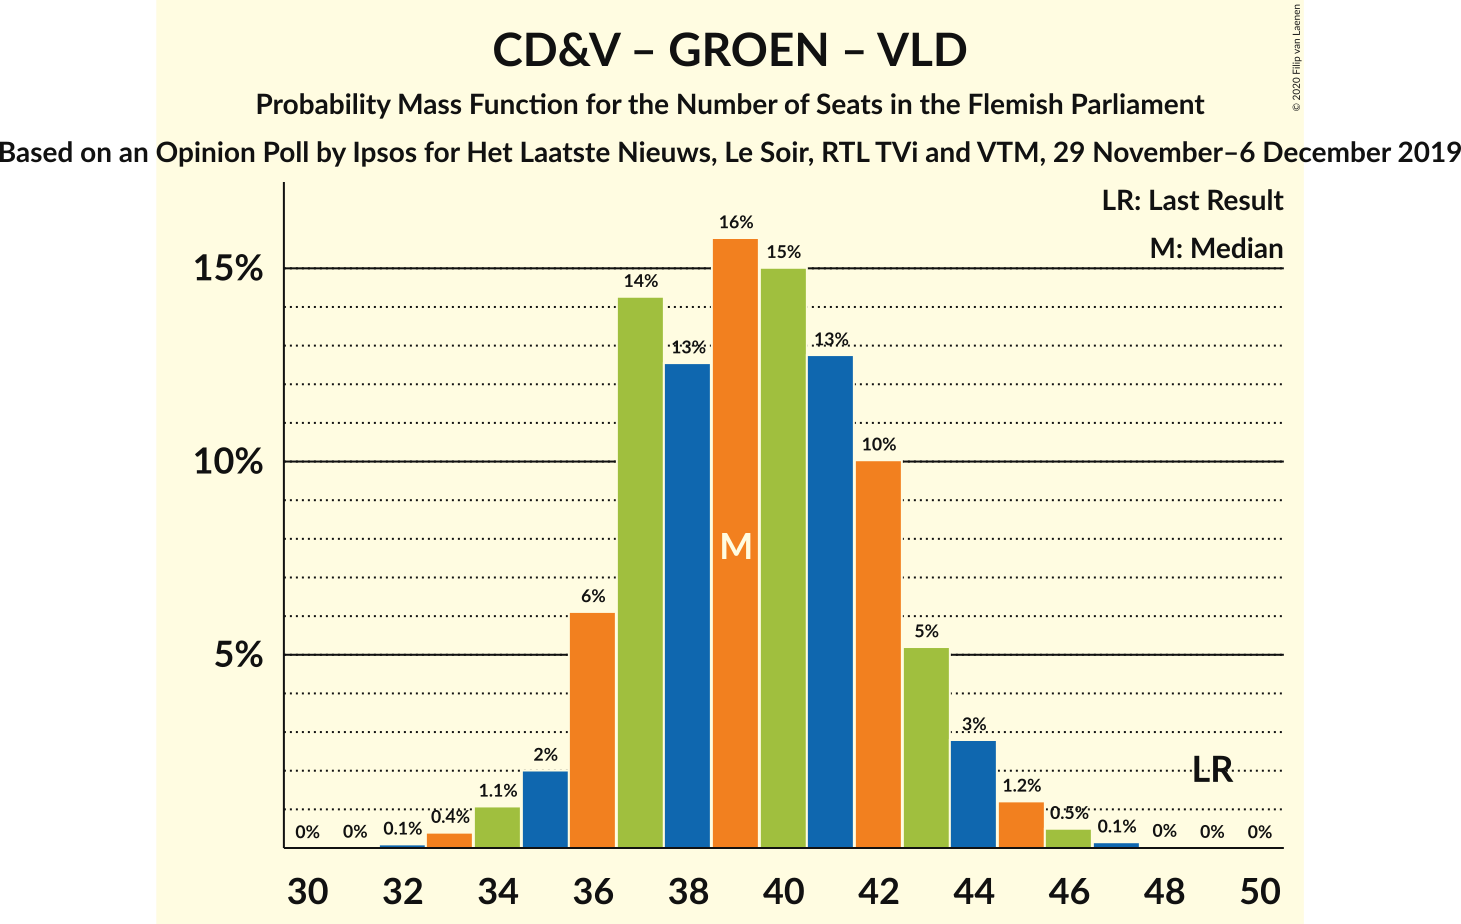 CD&V – GROEN – VLD
Probability Mass Function for the Number of Seats in the Flemish Parliament
Based on an Opinion Poll by Ipsos for Het Laatste Nieuws, Le Soir, RTL TVi and VTM, 29 November–6 December 2019
© 2020 Filip van Laenen
LR: Last Result
M: Median
15%
10%
5%
0%
0%
0.1%
0.4%
1.1%
2%
6%
14%
13%
16%
15%
13%
10%
5%
3%
1.2%
0.5%
0.1%
0%
0%
0%
M
LR
30 32 34 36 38 40 42 44 46 48 50